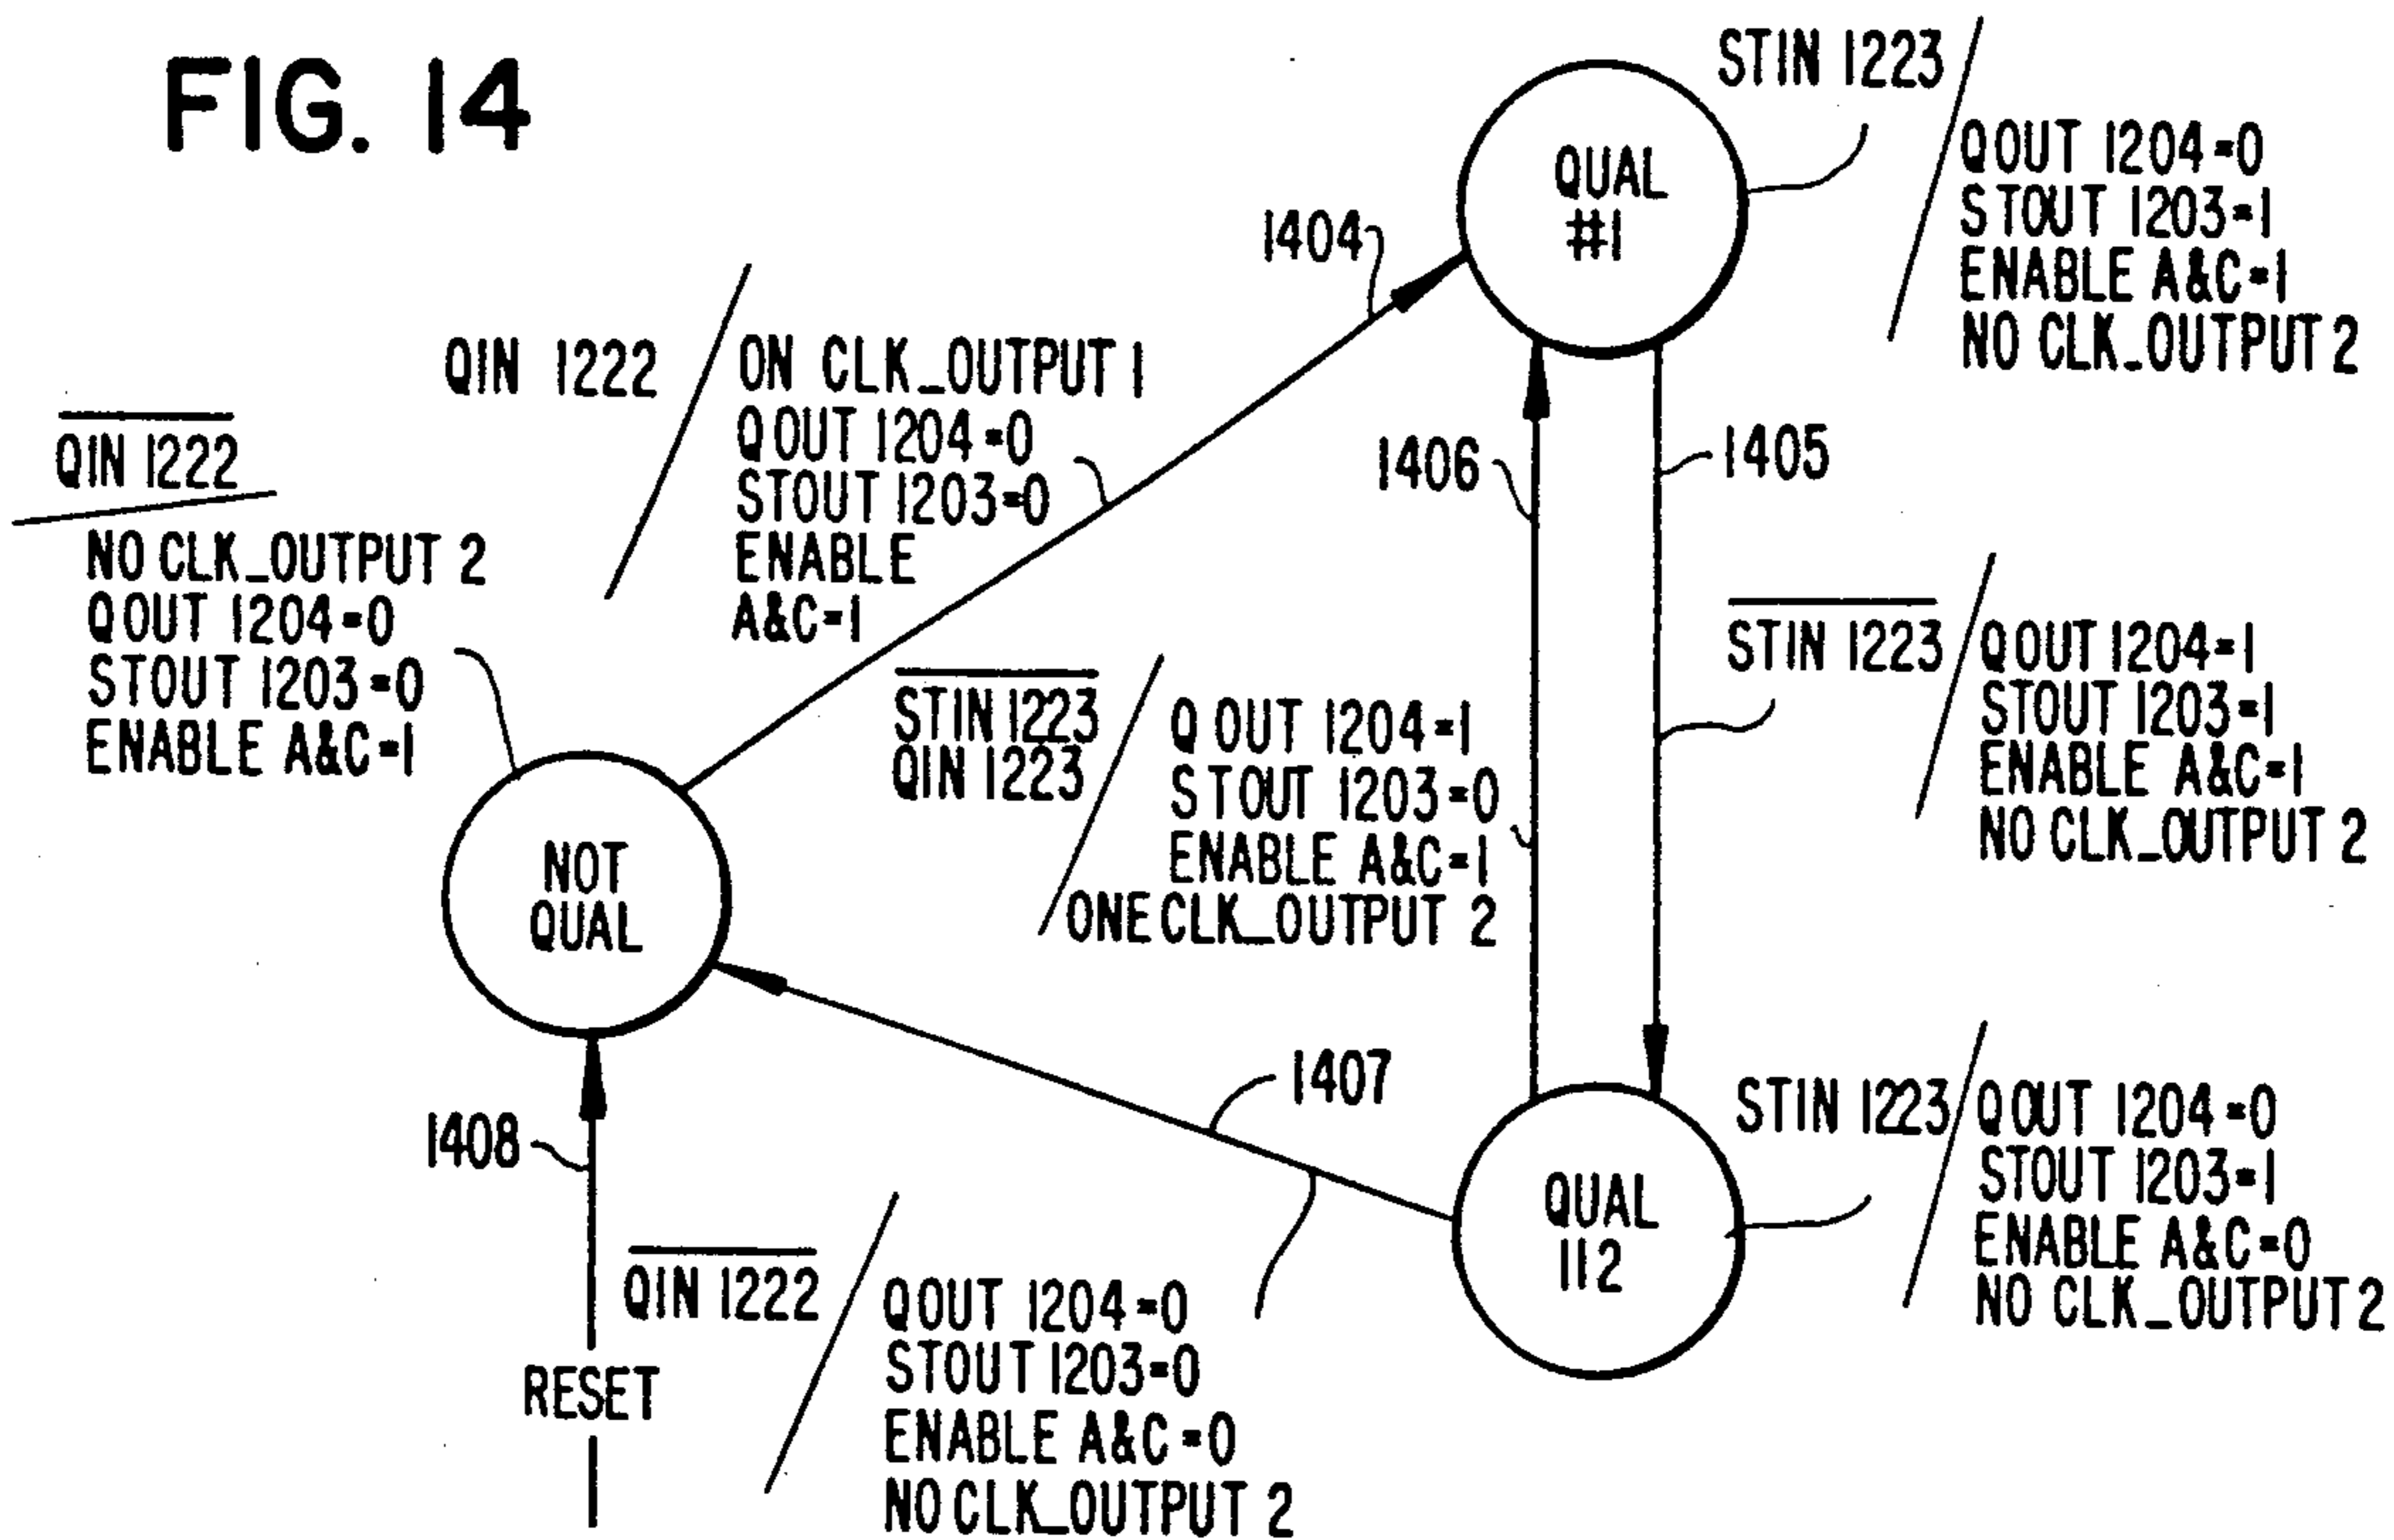 FIG. 14
STIN 1223
QOUT 1204=0
STOUT 1203=1
ENABLE A&C=1
NO CLK_OUTPUT 2
QUAL
#1
1404
QIN 1222
ON CLK_OUTPUT 1
QOUT 1204=0
STOUT 1203=0
ENABLE
A&C=1
QIN 1222
NO CLK_OUTPUT 2
QOUT 1204=0
STOUT 1203=0
ENABLE A&C=1
1406
1405
STIN 1223
QOUT 1204=1
STOUT 1203=1
ENABLE A&C=1
NO CLK_OUTPUT 2
STIN 1223
QIN 1223
Q OUT 1204=1
STOUT 1203=0
ENABLE A&C=1
ONE CLK_OUTPUT 2
NOT
QUAL
1407
1408
STIN 1223
QOUT 1204=0
STOUT 1203=1
ENABLE A&C=0
NO CLK_OUTPUT 2
QUAL
112
QIN 1222
QOUT 1204=0
STOUT 1203=0
ENABLE A&C=0
NO CLK_OUTPUT 2
RESET